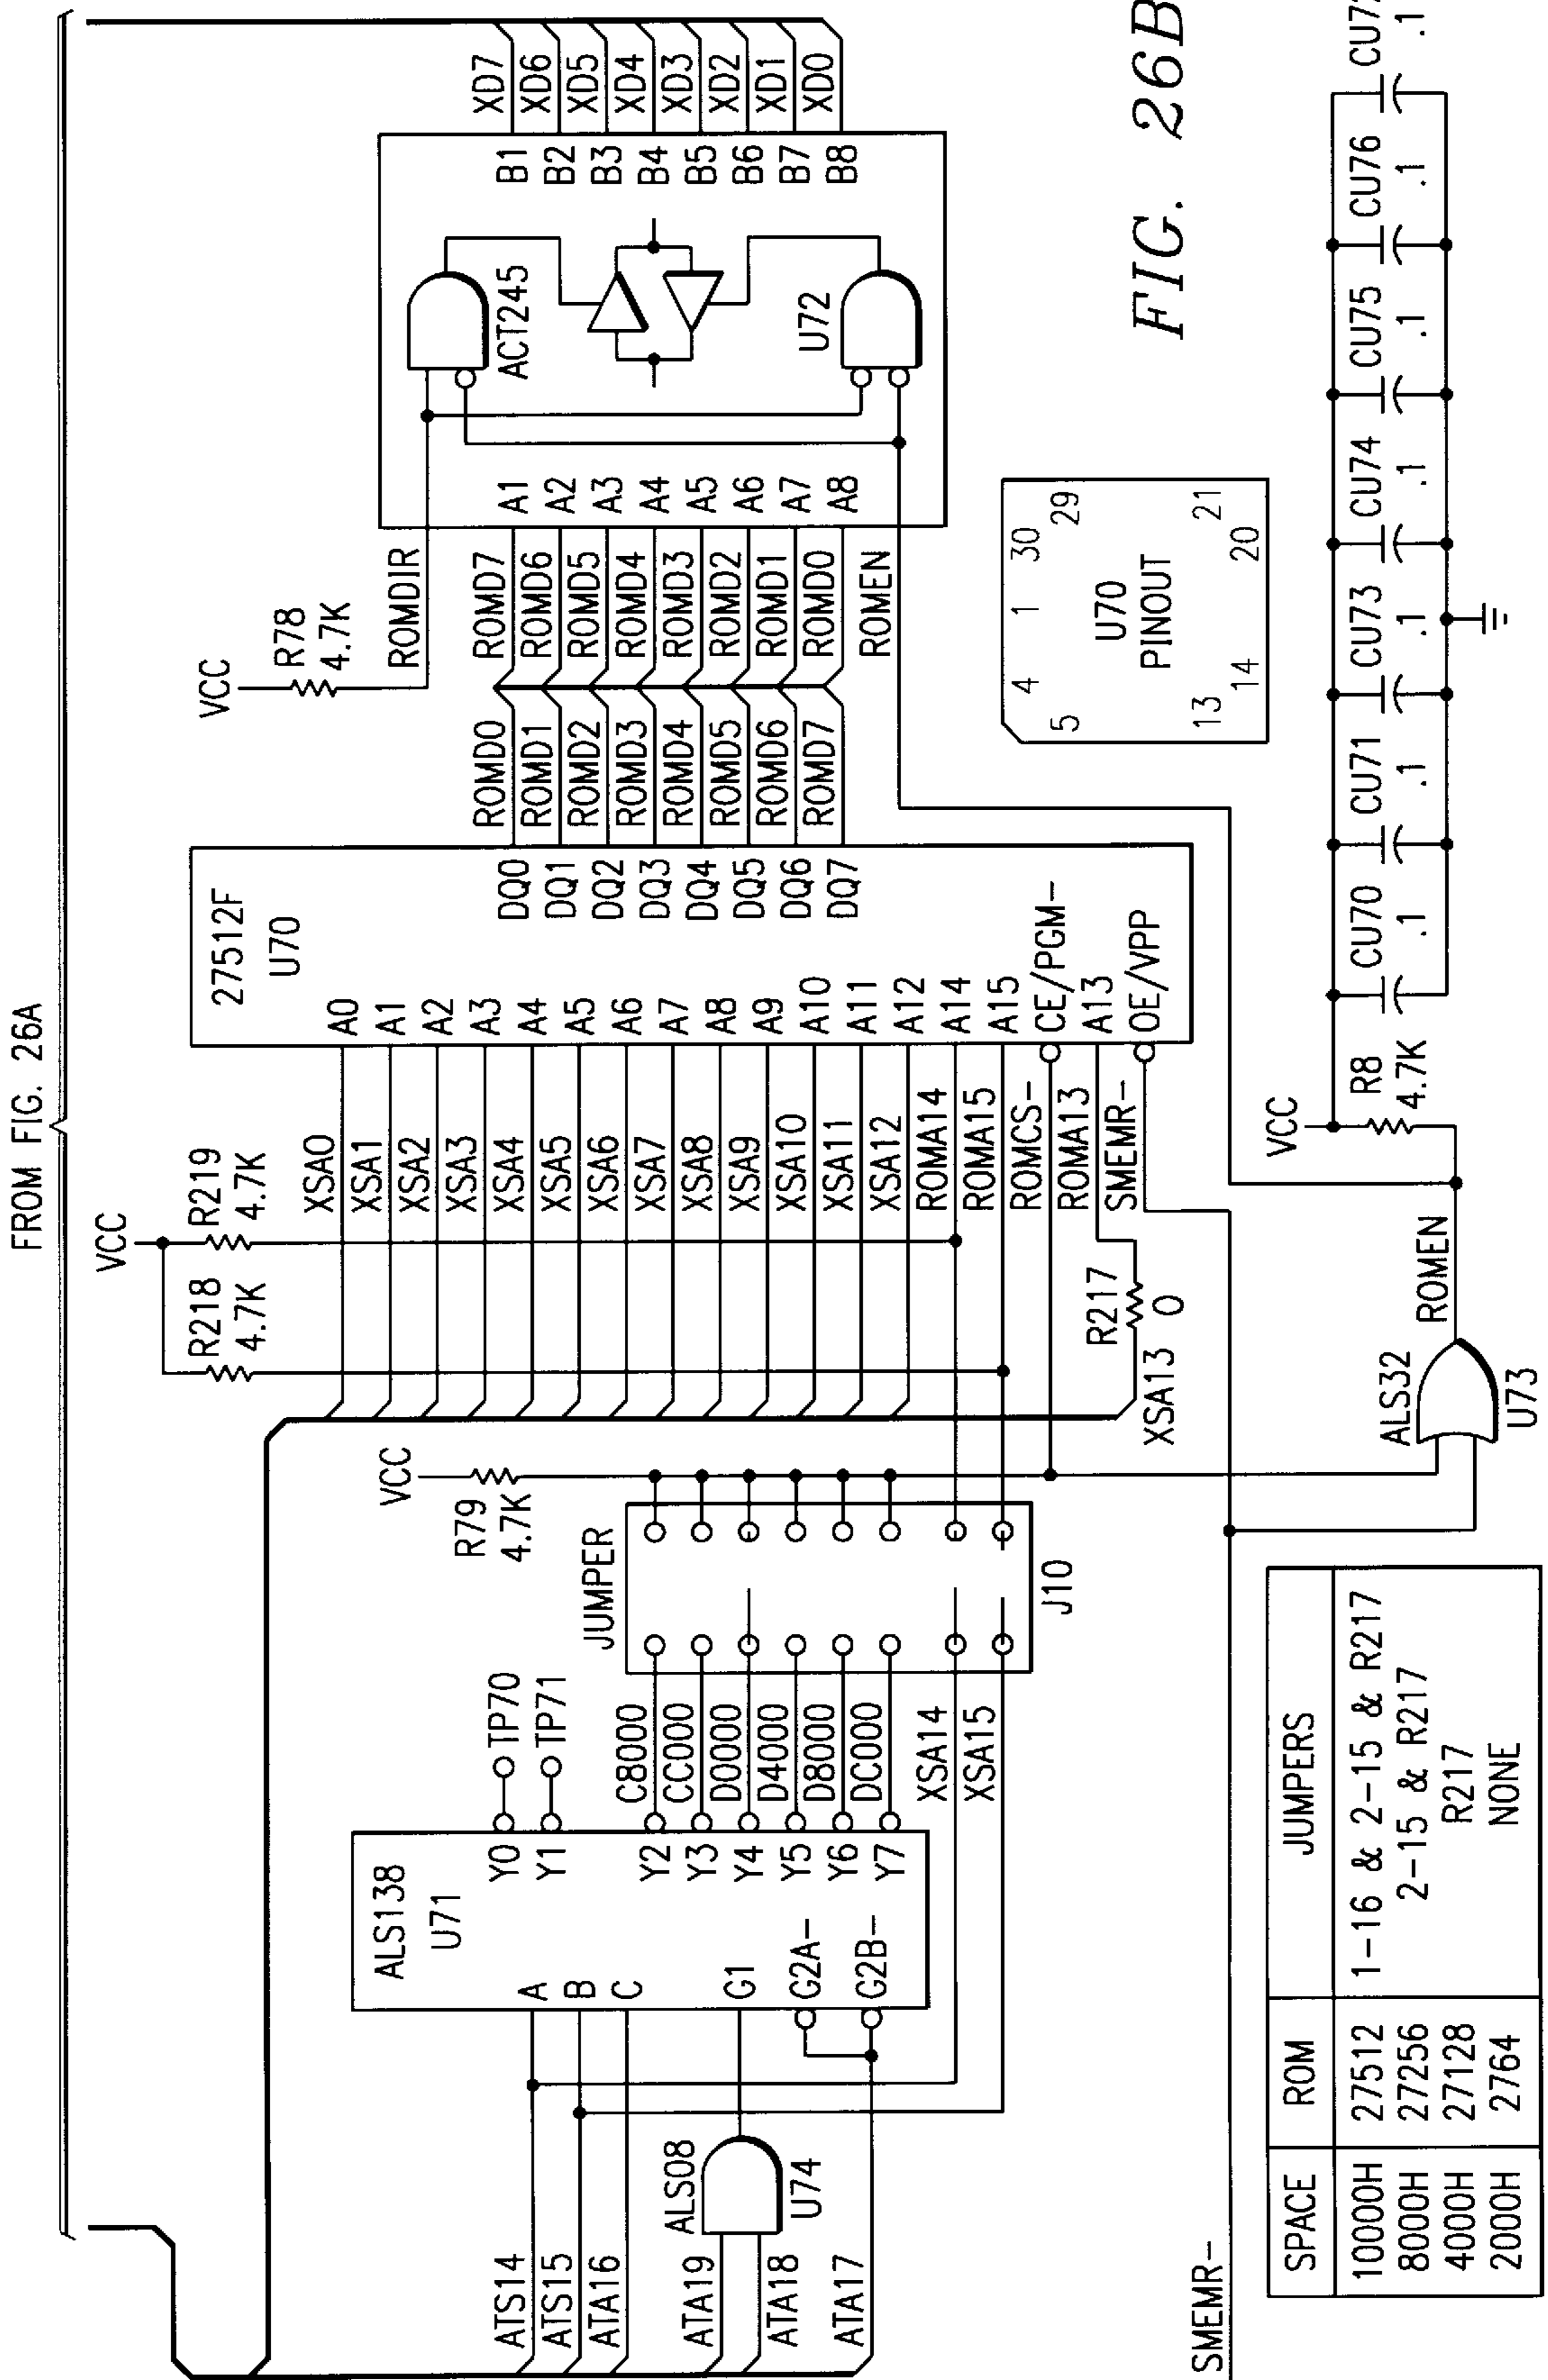 FROM FIG. 26A
ATS14
ATS15
ATA16
ATA19
ATA18
ATA17
ALS08
U74
ALS138
U71
A
B
C
G1
G2A-
G2B-
Y0
Y1
Y2
Y3
Y4
Y5
Y6
Y7
TP70
TP71
C8000
CC000
D0000
D4000
D8000
DC000
XSA14
XSA15
JUMPER
J10
VCC
R79
4.7K
VCC
R218
4.7K
R219
4.7K
XSA0
XSA1
XSA2
XSA3
XSA4
XSA5
XSA6
XSA7
XSA8
XSA9
XSA10
XSA11
XSA12
ROMA14
ROMA15
ROMCS-
ROMA13
SMEMR-
R217
XSA13 0
27512F
U70
A0
A1
A2
A3
A4
A5
A6
A7
A8
A9
A10
A11
A12
A14
A15
CE/PGM-
A13
OE/VPP
DQ0
DQ1
DQ2
DQ3
DQ4
DQ5
DQ6
DQ7
ROMD0
ROMD1
ROMD2
ROMD3
ROMD4
ROMD5
ROMD6
ROMD7
VCC
R78
4.7K
ROMDIR
ROMD7
ROMD6
ROMD5
ROMD4
ROMD3
ROMD2
ROMD1
ROMD0
ROMEN
A1
A2
A3
A4
A5
A6
A7
A8
ACT245
U72
B1
B2
B3
B4
B5
B6
B7
B8
XD7
XD6
XD5
XD4
XD3
XD2
XD1
XD0
5 4 1 30 29
U70
PINOUT
13 14 20 21
FIG. 26B
SMEMR-
ALS32
U73
ROMEN
VCC
R8
4.7K
CU70
.1
CU71
.1
CU73
.1
CU74
.1
CU75
.1
CU76
.1
.1
SPACE ROM JUMPERS
10000H 27512 1-16 & 2-15 & R217
8000H 27256 2-15 & R217
4000H 27128 R217
2000H 2764 NONE